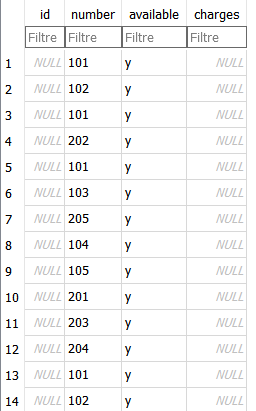 id number available charges
Filtre Filtre Filtre Filtre
1 NULL 101 y NULL
2 NULL 102 y NULL
3 NULL 101 y NULL
4 NULL 202 y NULL
5 NULL 101 y NULL
6 NULL 103 y NULL
7 NULL 205 y NULL
8 NULL 104 y NULL
9 NULL 105 y NULL
10 NULL 201 y NULL
11 NULL 203 y NULL
12 NULL 204 y NULL
13 NULL 101 y NULL
14 NULL 102 y NULL